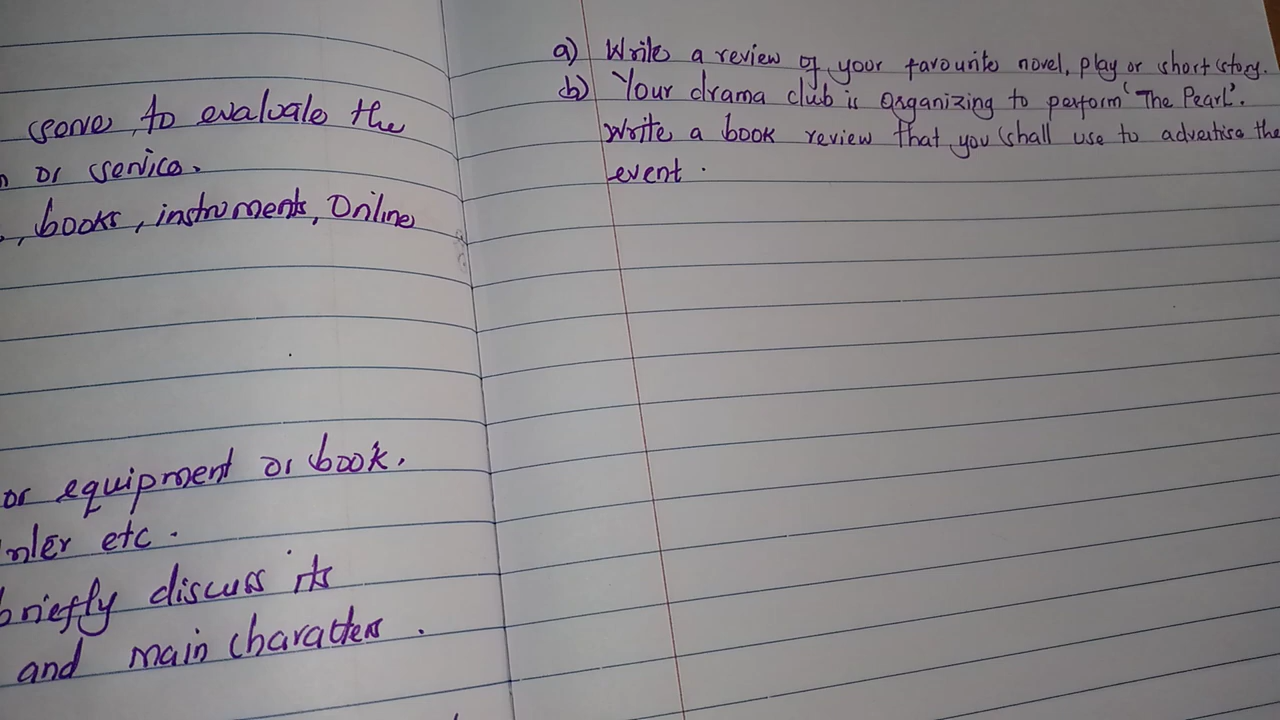 serve to evaluate the
or service.
, books, instruments, Online
or equipment or book.
etc.
briefly discuss its
and main characters.
a) Write a review of your favourite novel, play or short story.
b) Your drama club is organizing to perform 'The Pearl'.
Write a book review that you shall use to advertise the
event.